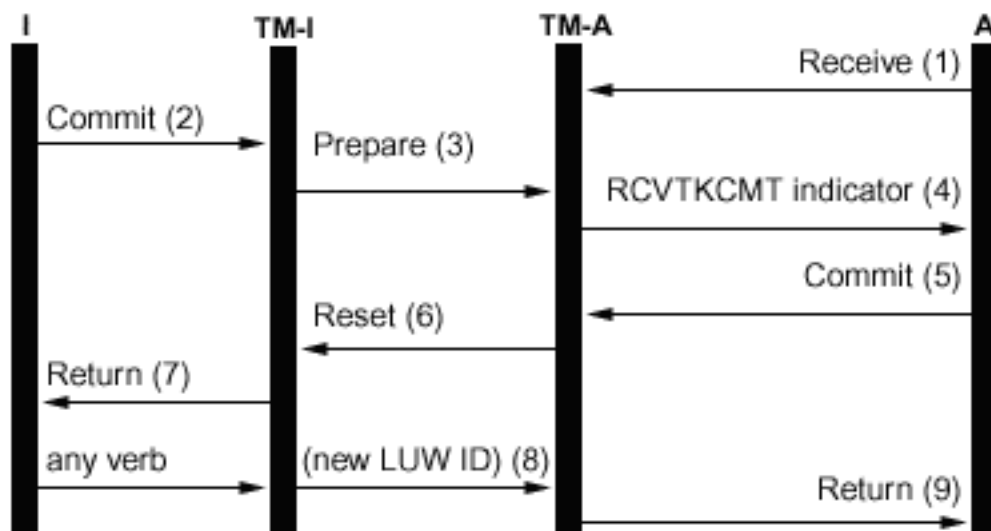 I
TM-I
TM-A
A
Receive (1)
Commit (2)
Prepare (3)
RCVTKCMT indicator (4)
Commit (5)
Reset (6)
Return (7)
any verb
(new LUW ID) (8)
Return (9)